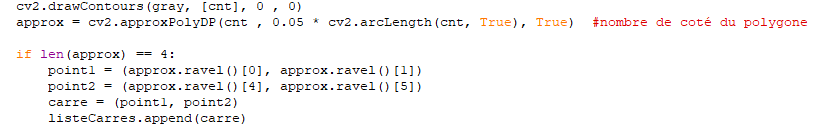 cv2.drawContours(gray, [cnt], 0 , 0)
approx = cv2.approxPolyDP(cnt , 0.05 * cv2.arcLength(cnt, True), True)  #nombre de coté du polygone
if len(approx) == 4:
    point1 = (approx.ravel()[0], approx.ravel()[1])
    point2 = (approx.ravel()[4], approx.ravel()[5])
    carre = (point1, point2)
    listeCarres.append(carre)